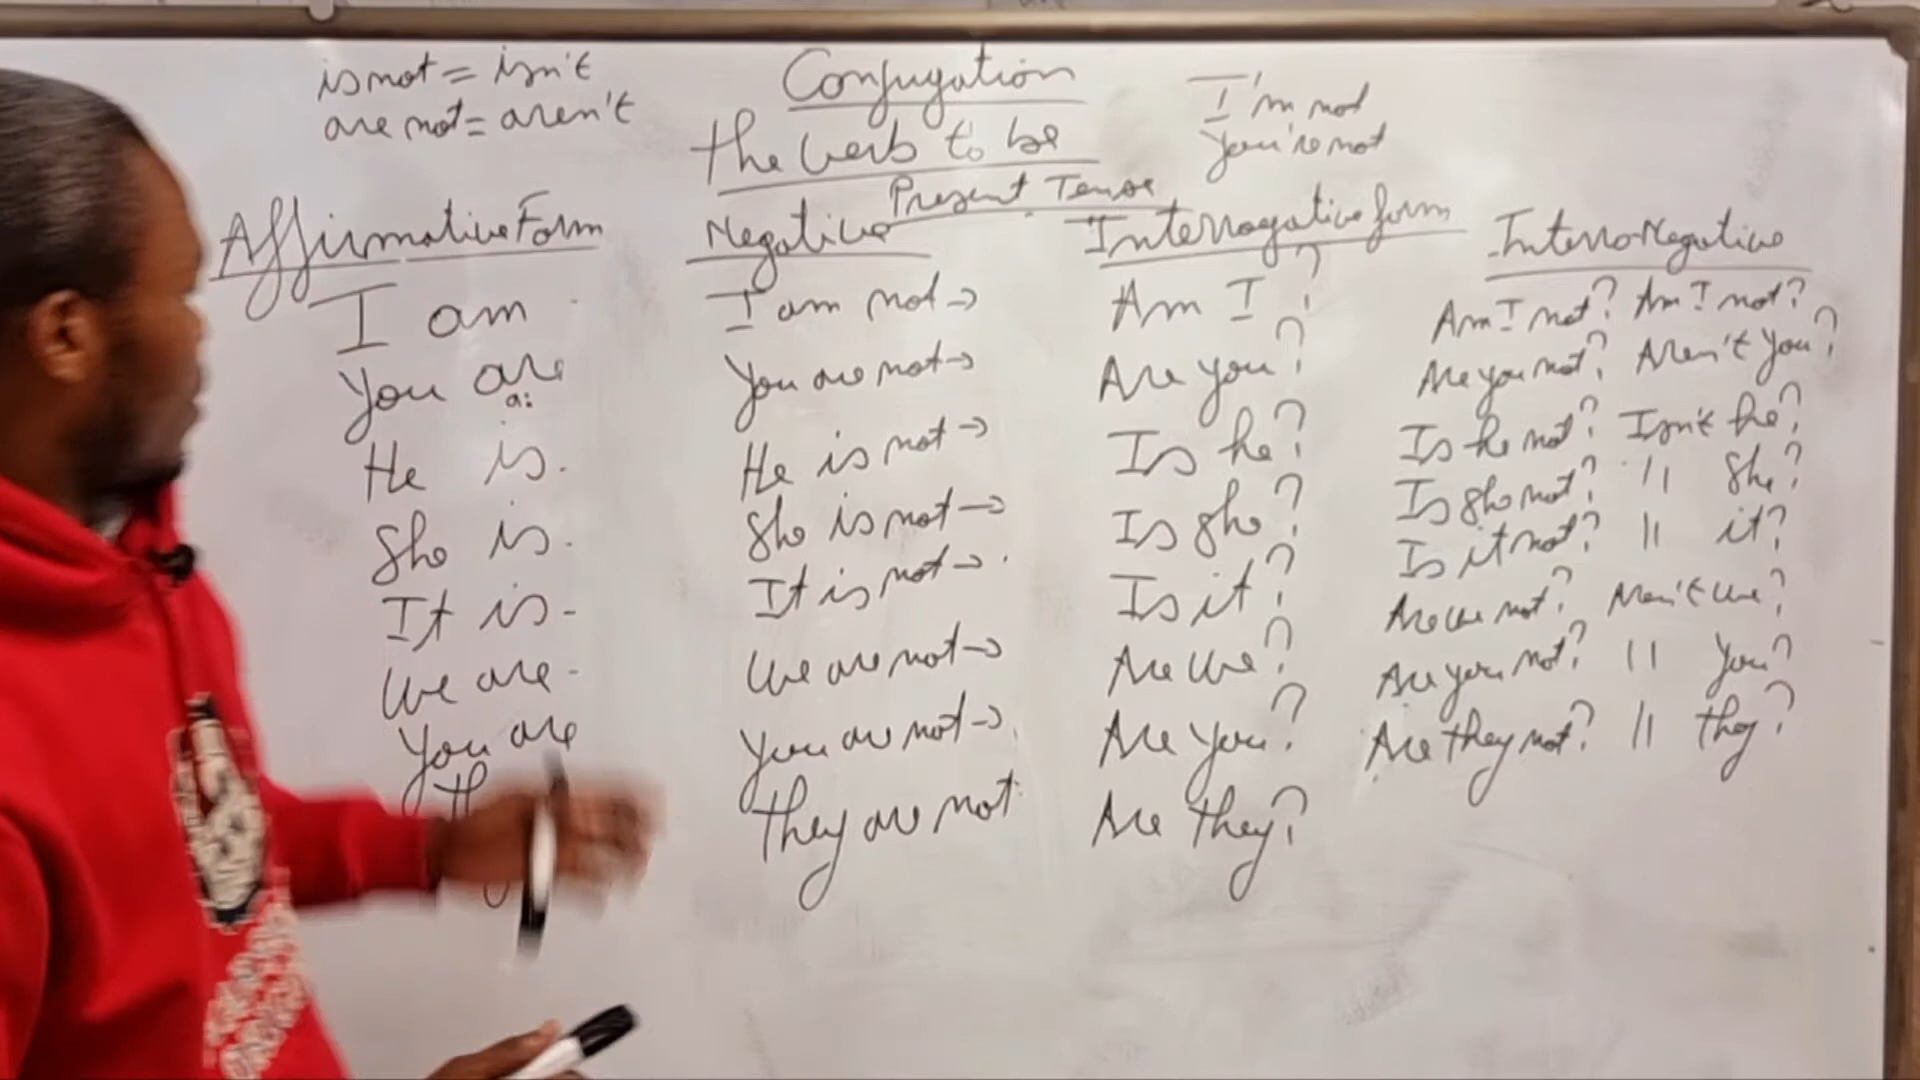 is not = isn't
are not = aren't
Conjugation
the verb to be
Present Tense
I'm not
You're not
Affirmative Form
I am
You are
a:
He is.
She is.
It is-
We are-
You are
th
Negative
I am not →
You are not →
He is not →
She is not →
It is not →
We are not →
You are not →
they are not
Interrogative form
Am I?
Are you?
Is he?
Is she?
Is it?
Are we?
Are you?
Are they?
Interro-Negative
Am I not? Am I not?
Are you not? Aren't you?
Is he not? Isn't he?
Is she not? " She?
Is it not? " it?
Are we not? Aren't we?
Are you not? " you?
Are they not? " they?